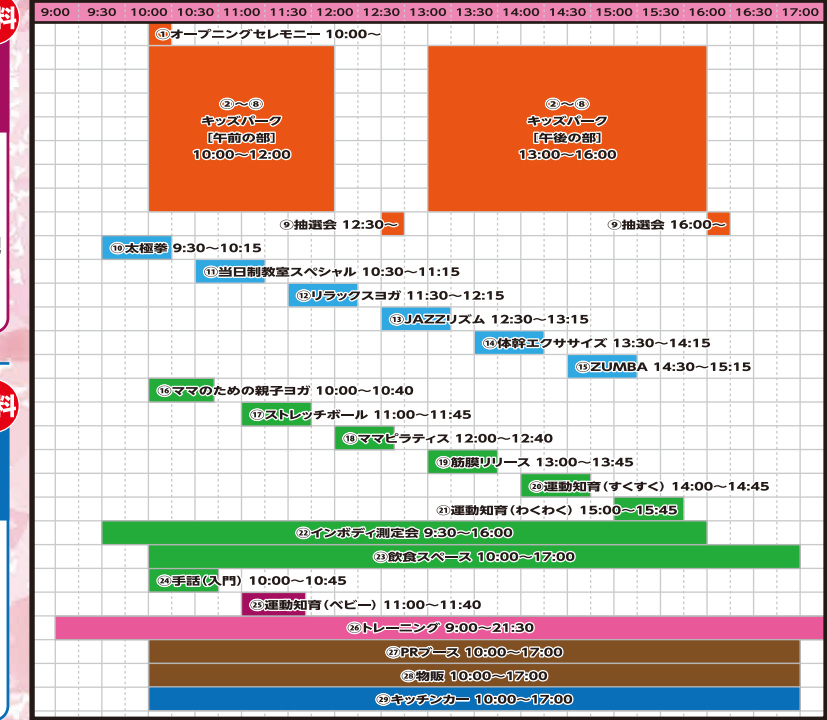 9:00 9:30 10:00 10:30 11:00 11:30 12:00 12:30 13:00 13:30 14:00 14:30 15:00 15:30 16:00 16:30 17:00
①オープニングセレモニー 10:00〜
②〜⑧
キッズパーク
[午前の部]
10:00〜12:00
②〜⑧
キッズパーク
[午後の部]
13:00〜16:00
⑨抽選会 12:30〜
⑨抽選会 16:00〜
⑩太極拳 9:30〜10:15
⑪当日制教室スペシャル 10:30〜11:15
⑫リラックスヨガ 11:30〜12:15
⑬JAZZリズム 12:30〜13:15
⑭体幹エクササイズ 13:30〜14:15
⑮ZUMBA 14:30〜15:15
⑯ママのための親子ヨガ 10:00〜10:40
⑰ストレッチポール 11:00〜11:45
⑱ママピラティス 12:00〜12:40
⑲筋膜リリース 13:00〜13:45
⑳運動知育(すくすく) 14:00〜14:45
㉑運動知育(わくわく) 15:00〜15:45
㉒インボディ測定会 9:30〜16:00
㉓飲食スペース 10:00〜17:00
㉔手話(入門) 10:00〜10:45
㉕運動知育(ベビー) 11:00〜11:40
㉖トレーニング 9:00〜21:30
㉗PRブース 10:00〜17:00
㉘物販 10:00〜17:00
㉙キッチンカー 10:00〜17:00